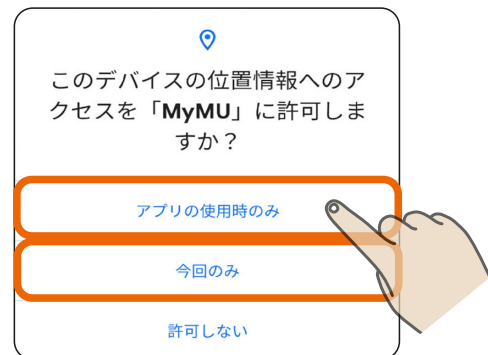 このデバイスの位置情報へのア
クセスを「MyMU」に許可しま
すか？
アプリの使用時のみ
今回のみ
許可しない